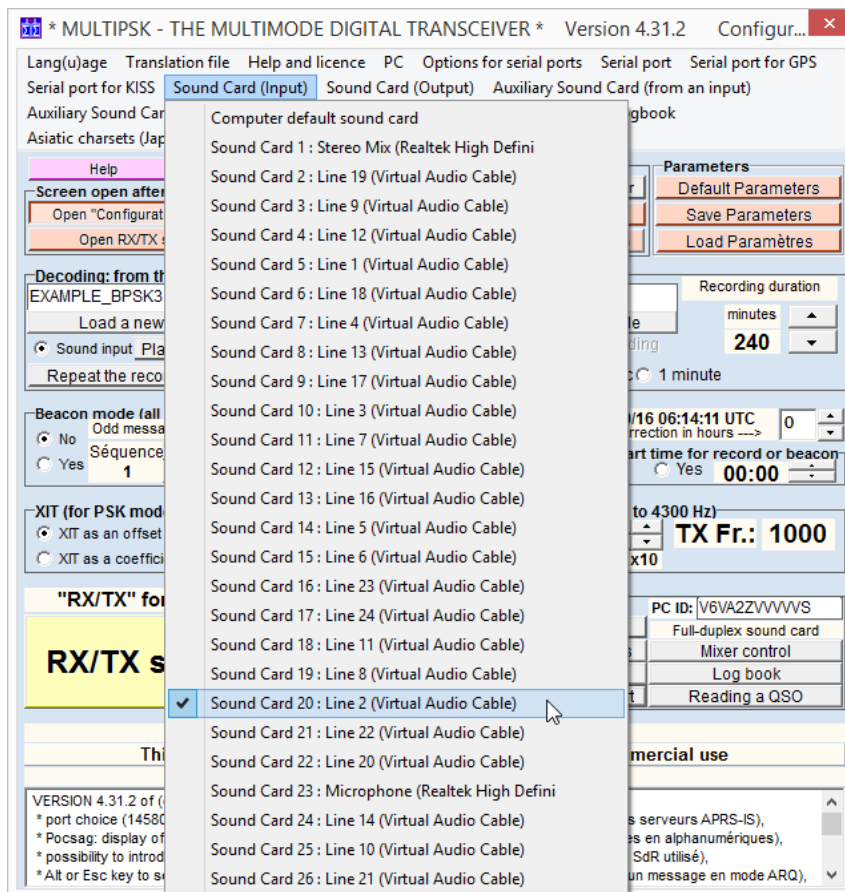 * MULTIPSK - THE MULTIMODE DIGITAL TRANSCEIVER * Version 4.31.2 Configur...
Lang(u)age Translation file Help and licence PC Options for serial ports Serial port Serial port for GPS
Serial port for KISS Sound Card (Input) Sound Card (Output) Auxiliary Sound Card (from an input)
Auxiliary Sound Car gbook
Asiatic charsets (Jap
Computer default sound card
Sound Card 1 : Stereo Mix (Realtek High Defini
Sound Card 2 : Line 19 (Virtual Audio Cable)
Sound Card 3 : Line 9 (Virtual Audio Cable)
Sound Card 4 : Line 12 (Virtual Audio Cable)
Sound Card 5 : Line 1 (Virtual Audio Cable)
Sound Card 6 : Line 18 (Virtual Audio Cable)
Sound Card 7 : Line 4 (Virtual Audio Cable)
Sound Card 8 : Line 13 (Virtual Audio Cable)
Sound Card 9 : Line 17 (Virtual Audio Cable)
Sound Card 10 : Line 3 (Virtual Audio Cable)
Sound Card 11 : Line 7 (Virtual Audio Cable)
Sound Card 12 : Line 15 (Virtual Audio Cable)
Sound Card 13 : Line 16 (Virtual Audio Cable)
Sound Card 14 : Line 5 (Virtual Audio Cable)
Sound Card 15 : Line 6 (Virtual Audio Cable)
Sound Card 16 : Line 23 (Virtual Audio Cable)
Sound Card 17 : Line 24 (Virtual Audio Cable)
Sound Card 18 : Line 11 (Virtual Audio Cable)
Sound Card 19 : Line 8 (Virtual Audio Cable)
Sound Card 20 : Line 2 (Virtual Audio Cable)
Sound Card 21 : Line 22 (Virtual Audio Cable)
Sound Card 22 : Line 20 (Virtual Audio Cable)
Sound Card 23 : Microphone (Realtek High Defini
Sound Card 24 : Line 14 (Virtual Audio Cable)
Sound Card 25 : Line 10 (Virtual Audio Cable)
Sound Card 26 : Line 21 (Virtual Audio Cable)
Help
Screen open after
Open "Configurat
Open RX/TX s
Parameters
Default Parameters
Save Parameters
Load Paramètres
Decoding: from th
EXAMPLE_BPSK3
Load a new
Sound input Pla
Repeat the reco
Recording duration
minutes
240
1 minute
Beacon mode (all
Odd messa
No
Séquence
Yes
1
/16 06:14:11 UTC
rrection in hours ---> 0
art time for record or beacon
Yes 00:00
XIT (for PSK mod
XIT as an offset
XIT as a coeffici
to 4300 Hz)
TX Fr.: 1000
x10
"RX/TX" for
RX/TX s
PC ID: V6VA2ZVVVVVS
Full-duplex sound card
Mixer control
Log book
Reading a QSO
Thi mercial use
VERSION 4.31.2 of (
* port choice (14580 s serveurs APRS-IS),
* Pocsag: display of es en alphanumériques),
* possibility to introd SdR utilisé),
* Alt or Esc key to se un message en mode ARQ),